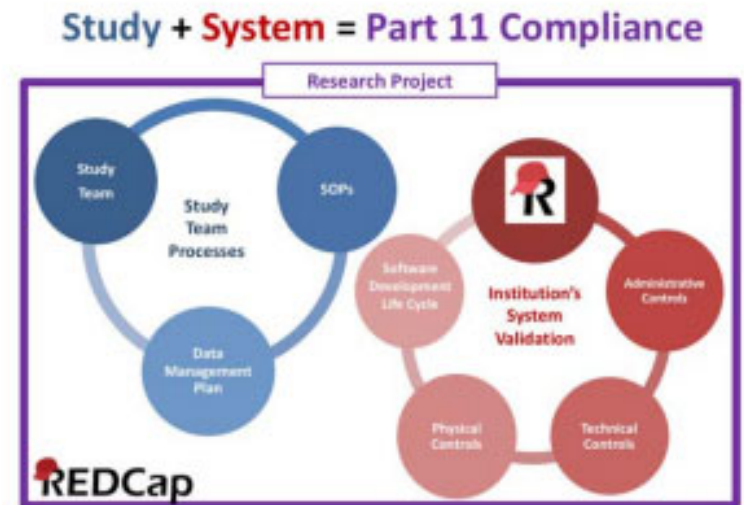 Study + System = Part 11 Compliance
Research Project
Study
Team
SOPs
Study
Team
Processes
Data
Management
Plan
R
Software
Development
Life Cycle
Institution's
System
Validation
Administrative
Controls
Physical
Controls
Technical
Controls
REDCap